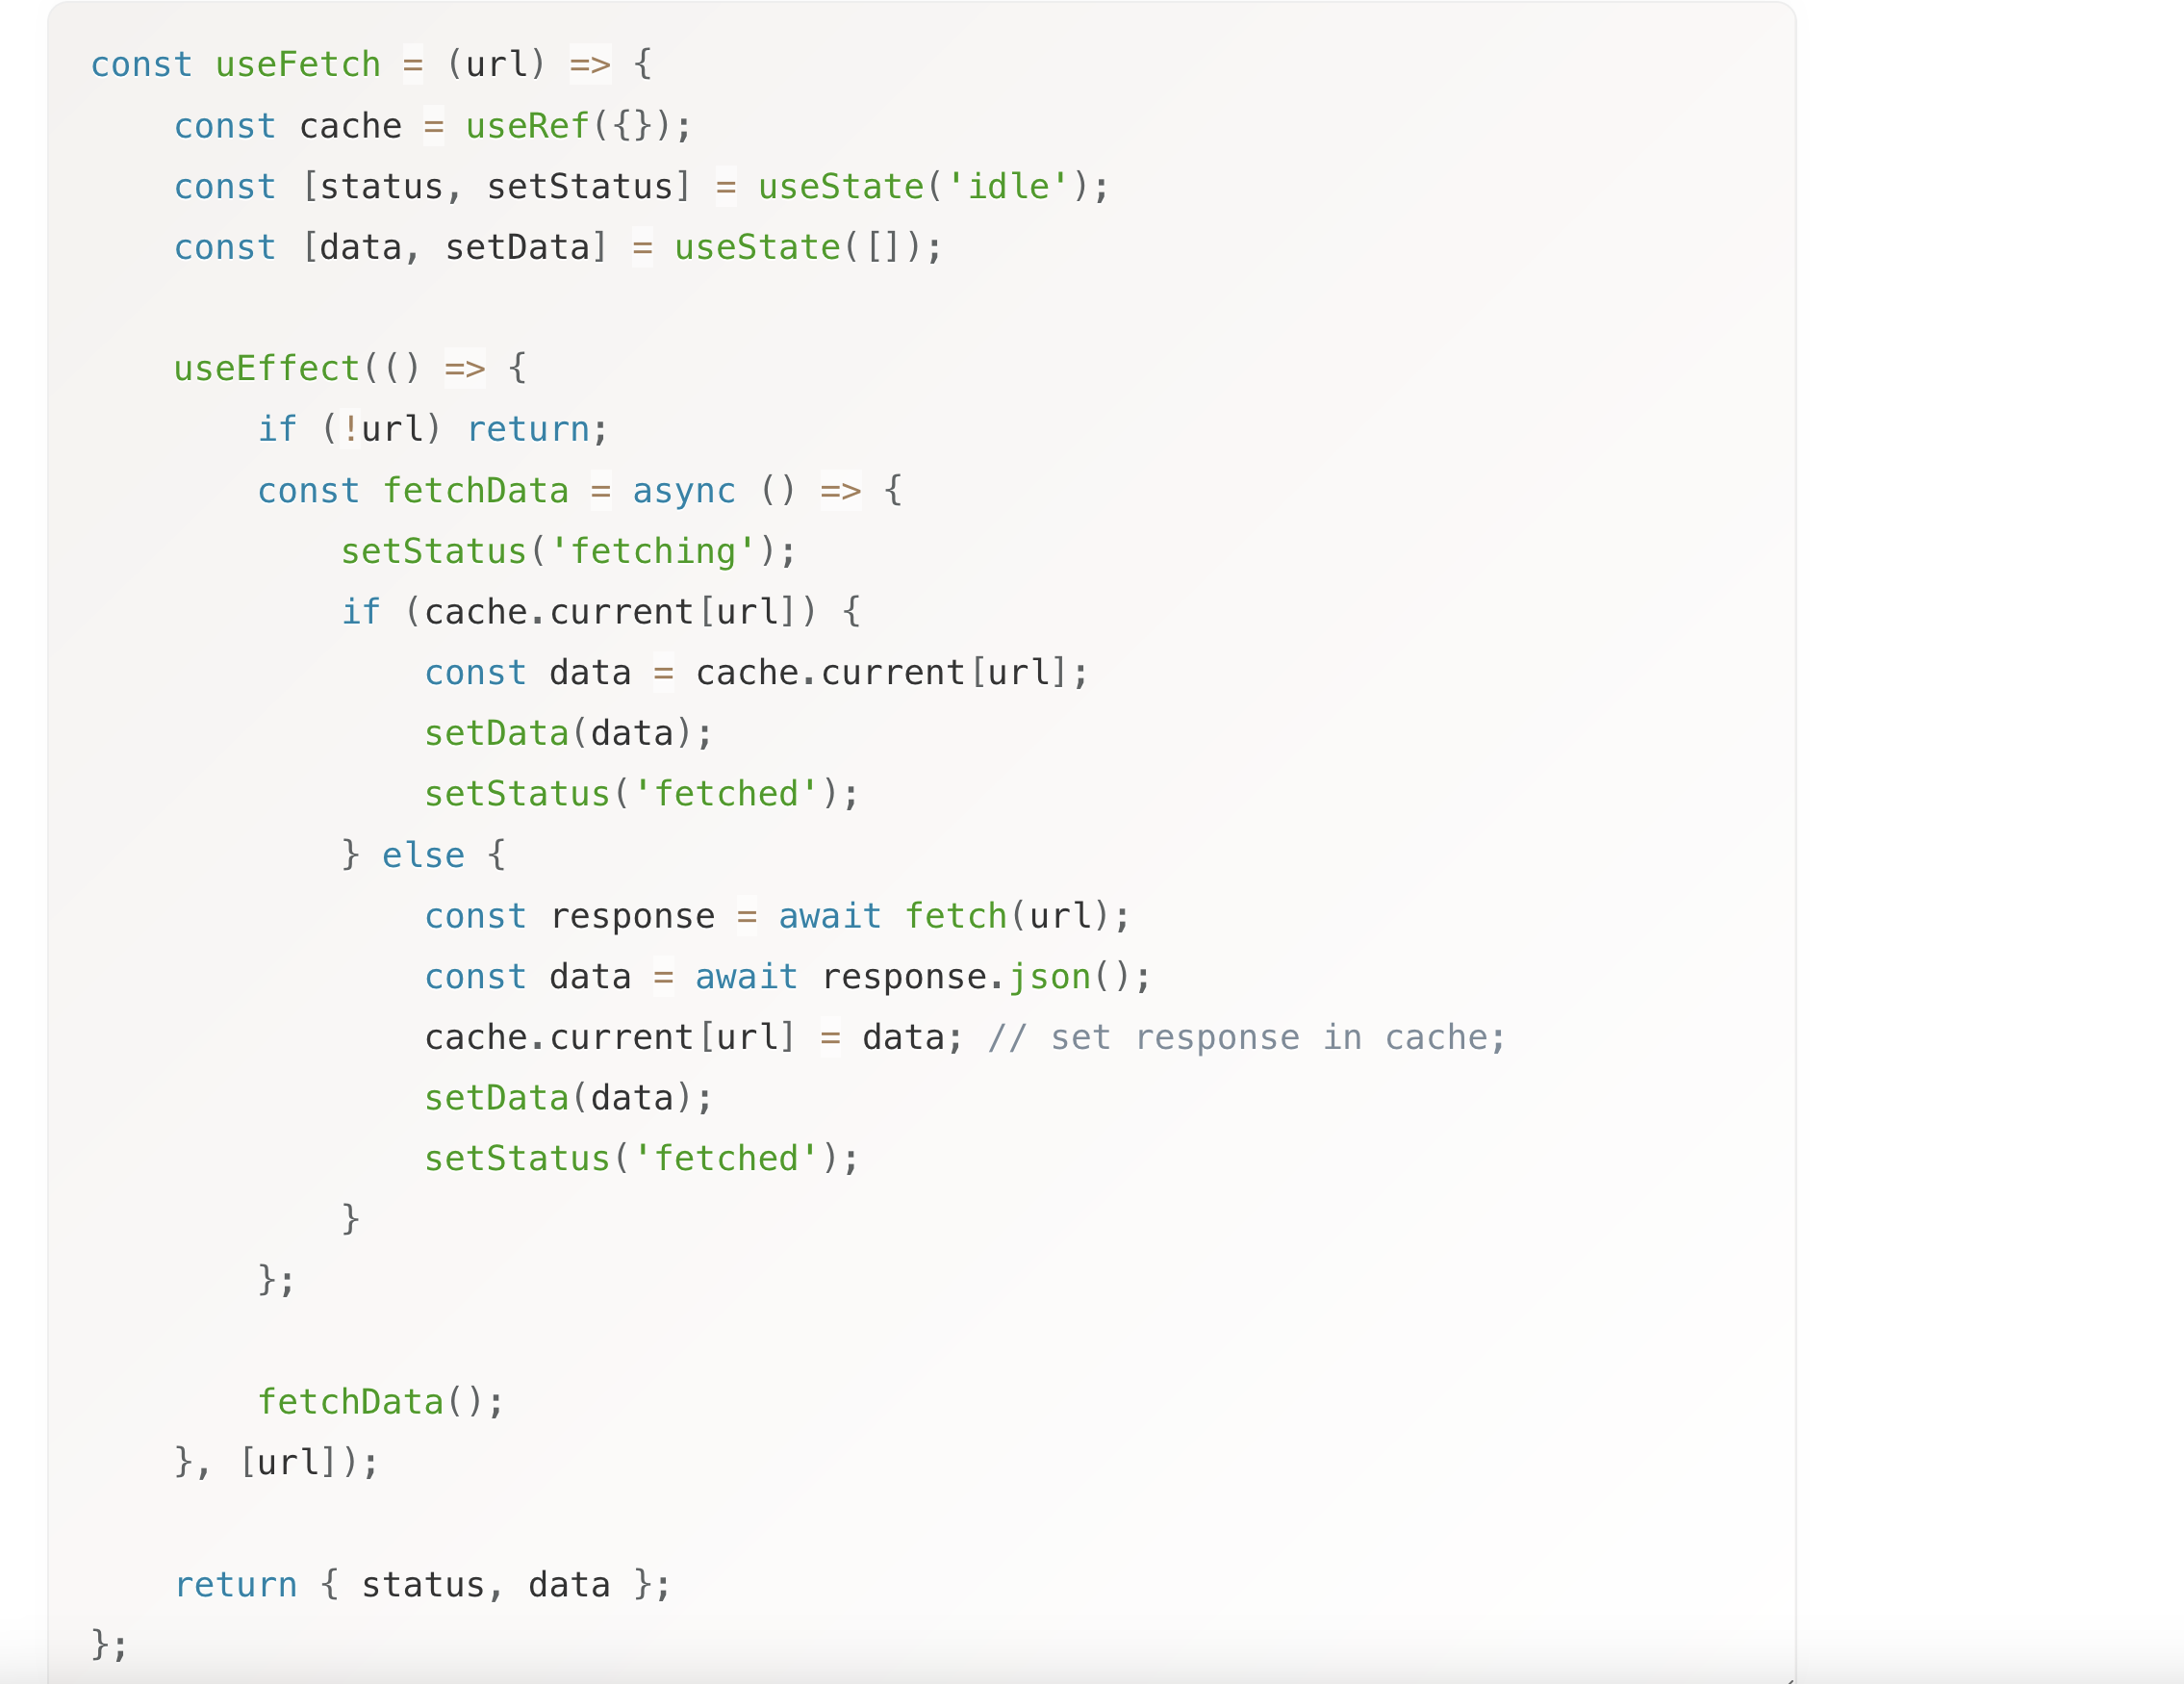 const useFetch = (url) => {
    const cache = useRef({});
    const [status, setStatus] = useState('idle');
    const [data, setData] = useState([]);

    useEffect(() => {
        if (!url) return;
        const fetchData = async () => {
            setStatus('fetching');
            if (cache.current[url]) {
                const data = cache.current[url];
                setData(data);
                setStatus('fetched');
            } else {
                const response = await fetch(url);
                const data = await response.json();
                cache.current[url] = data; // set response in cache;
                setData(data);
                setStatus('fetched');
            }
        };

        fetchData();
    }, [url]);

    return { status, data };
};